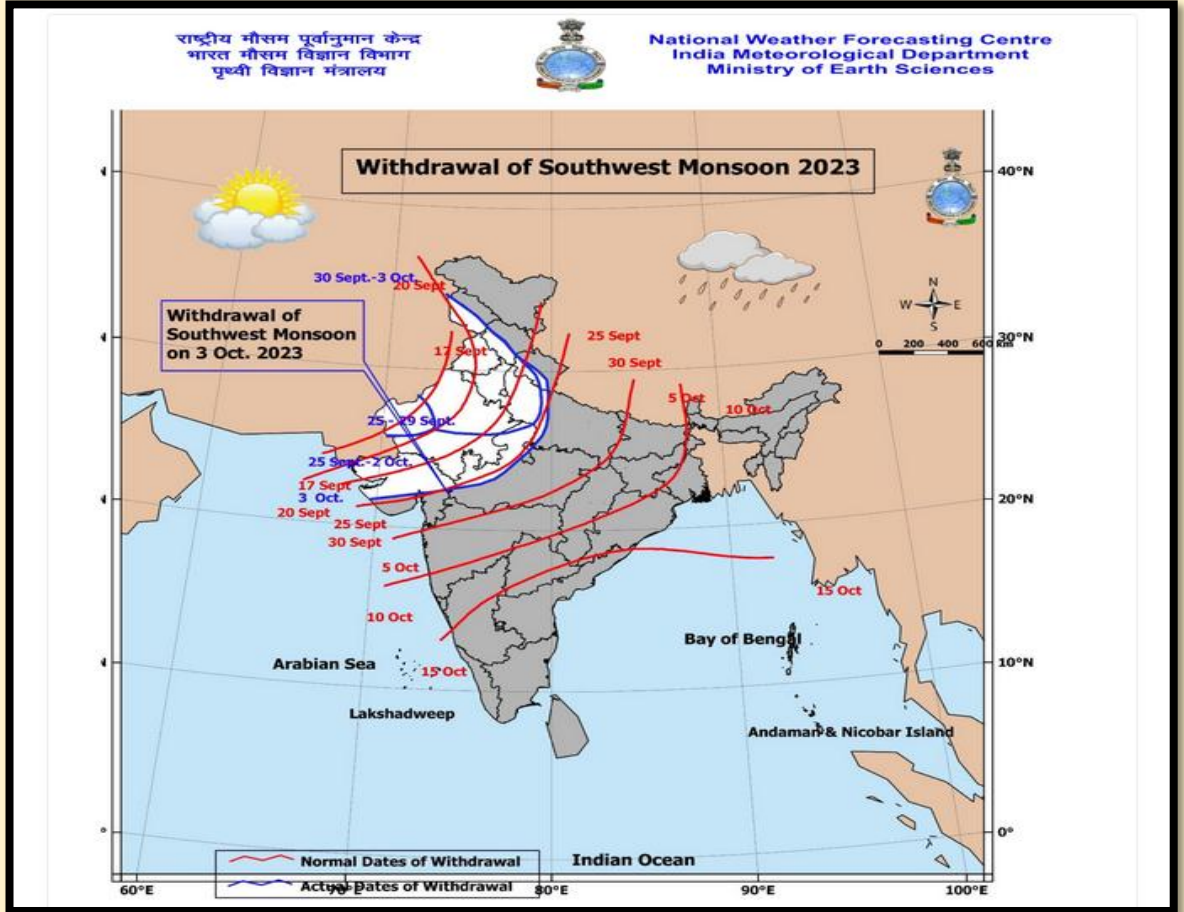 राष्ट्रीय मौसम पूर्वानुमान केन्द्र
भारत मौसम विज्ञान विभाग
पृथ्वी विज्ञान मंत्रालय
National Weather Forecasting Centre
India Meteorological Department
Ministry of Earth Sciences
Withdrawal of Southwest Monsoon 2023
40°N
30 Sept.-3 Oct.
20 Sept
N
W E
S
0 200 400 600 km
Withdrawal of
Southwest Monsoon
on 3 Oct. 2023
25 Sept
30°N
17 Sept
30 Sept
5 Oct
10 Oct
25 - 29 Sept.
25 Sept.-2 Oct.
17 Sept
3 Oct.
20 Sept
20°N
25 Sept
30 Sept
5 Oct
15 Oct
10 Oct
Bay of Bengal
Arabian Sea
15 Oct
10°N
Lakshadweep
Andaman & Nicobar Island
0°
Normal Dates of Withdrawal
Indian Ocean
Actual Dates of Withdrawal
60°E 70°E 80°E 90°E 100°E